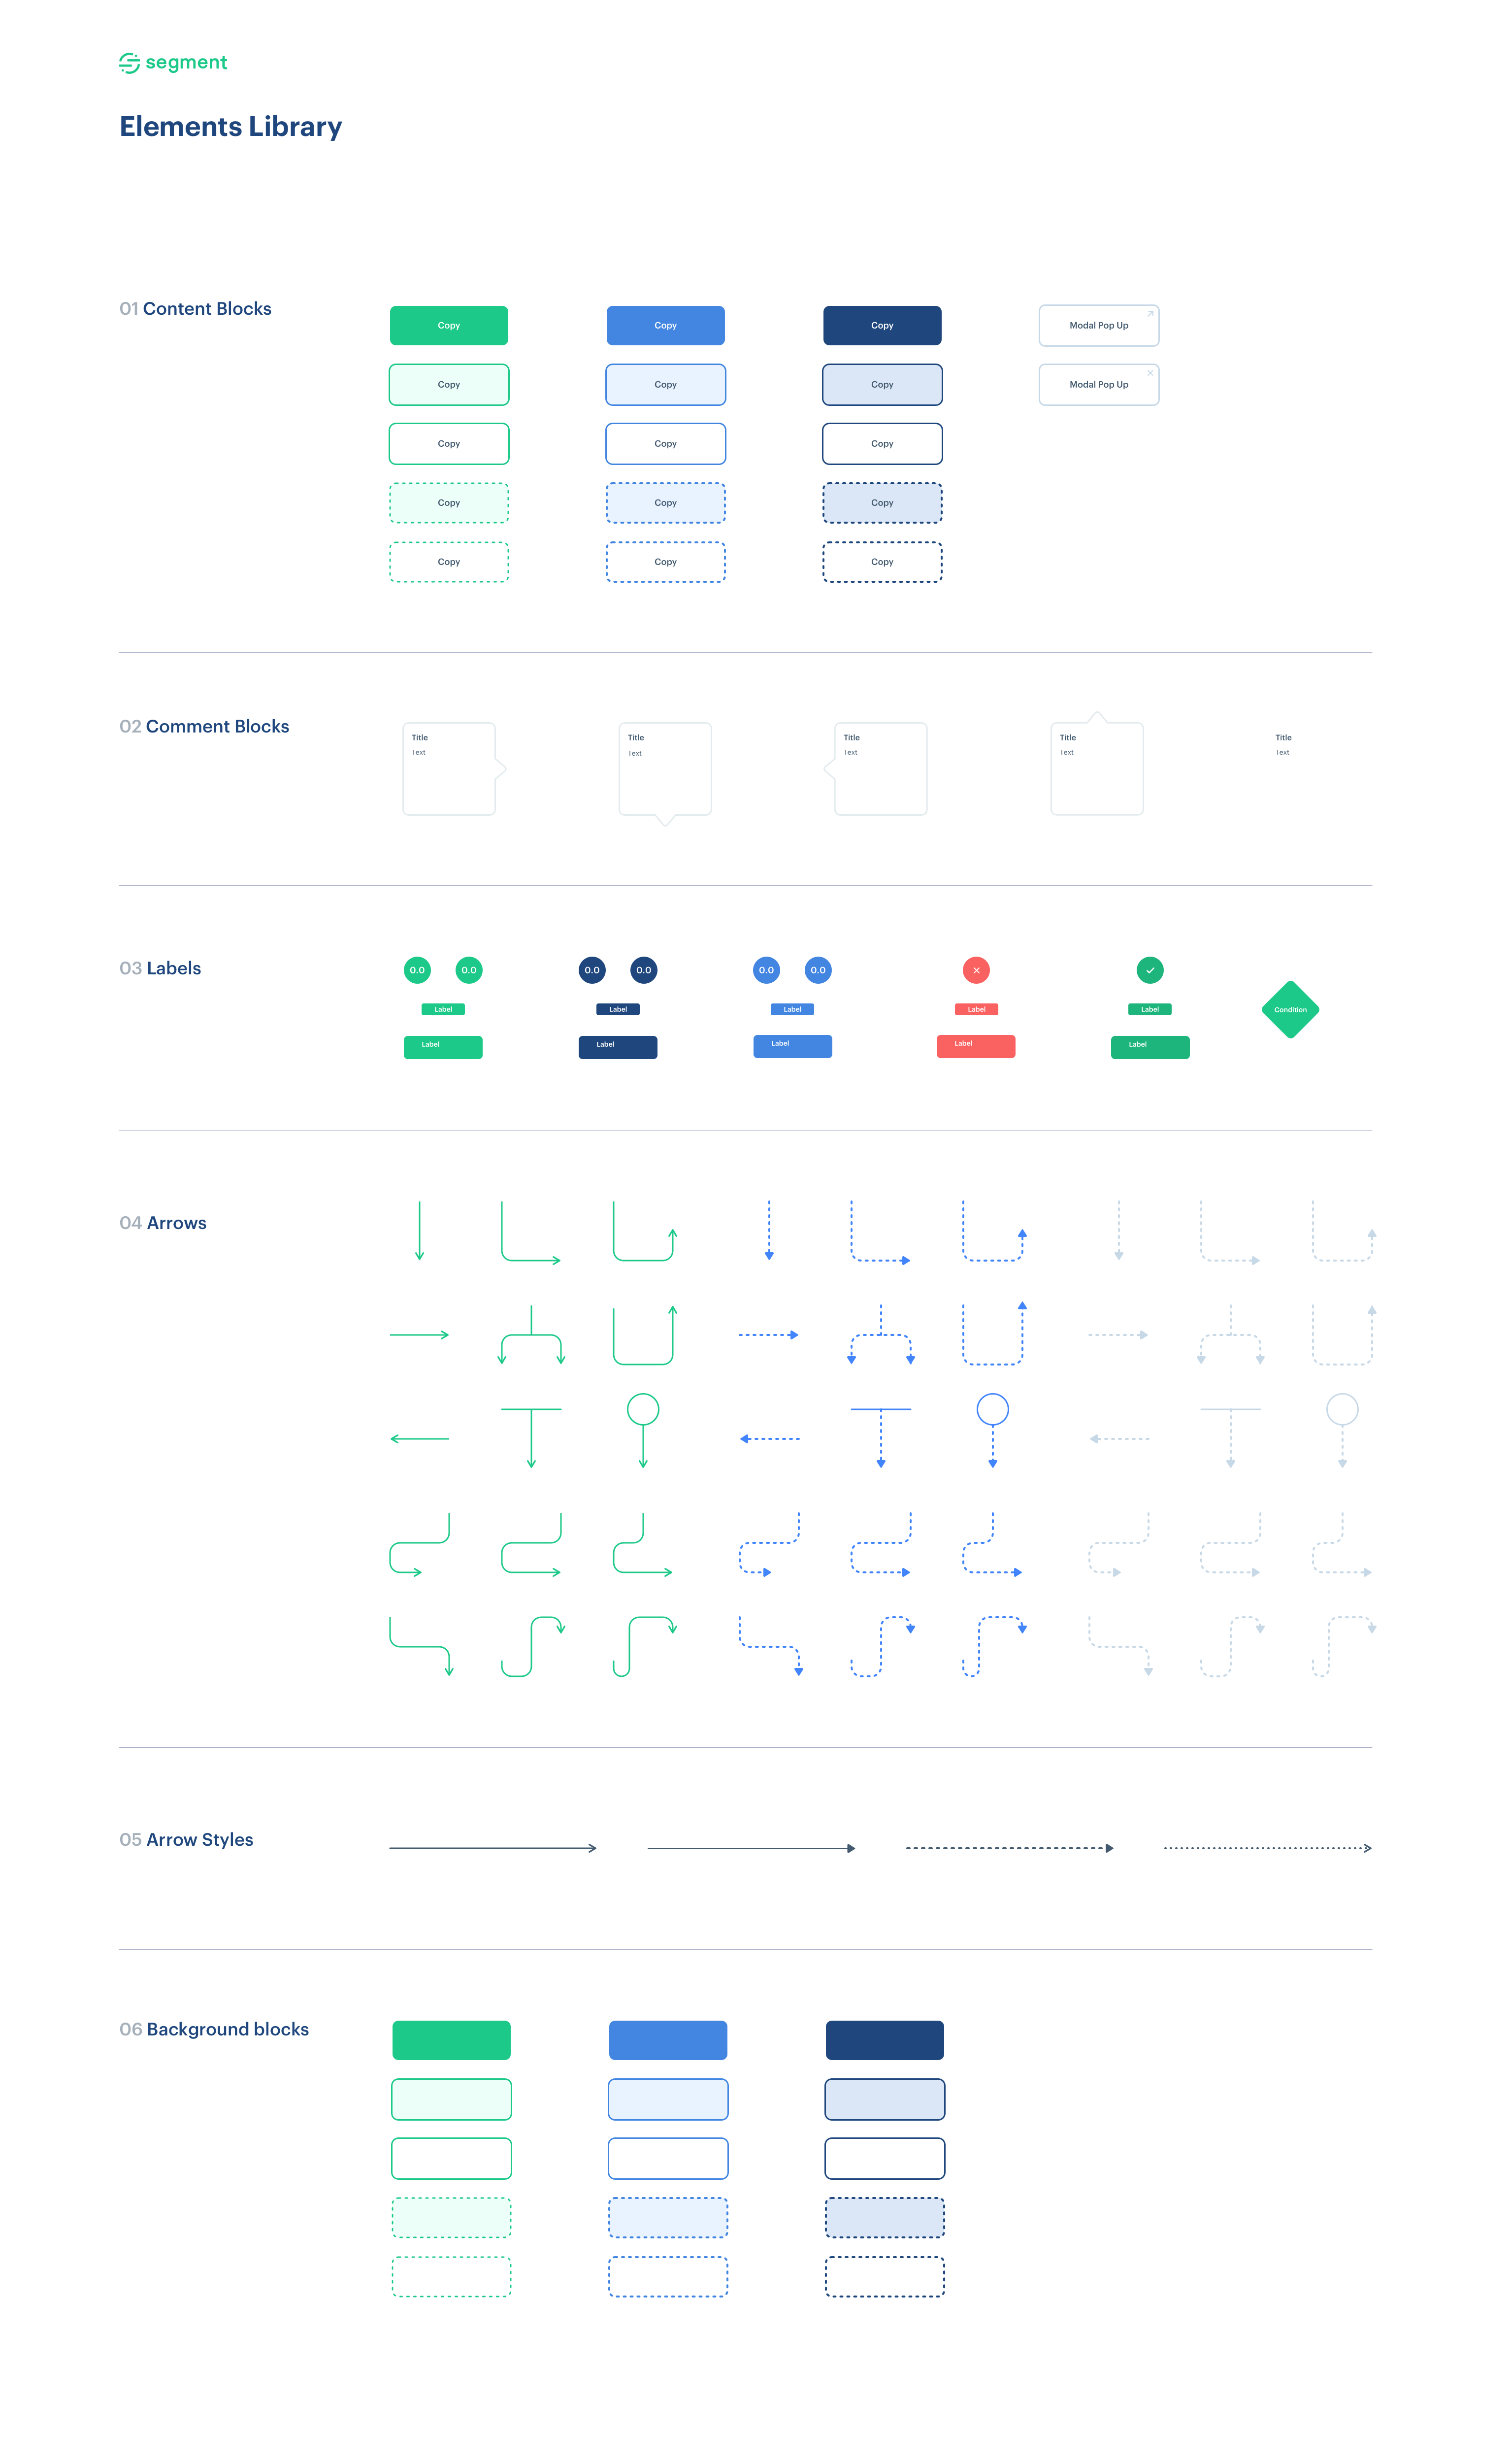 segment
Elements Library
01 Content Blocks
Copy
Copy
Copy
Modal Pop Up
Copy
Copy
Copy
Modal Pop Up
Copy
Copy
Copy
Copy
Copy
Copy
Copy
Copy
Copy
02 Comment Blocks
Title
Text
Title
Text
Title
Text
Title
Text
Title
Text
03 Labels
0.0
0.0
0.0
0.0
0.0
0.0
Label
Label
Label
Label
Label
Condition
Label
Label
Label
Label
Label
04 Arrows
05 Arrow Styles
06 Background blocks